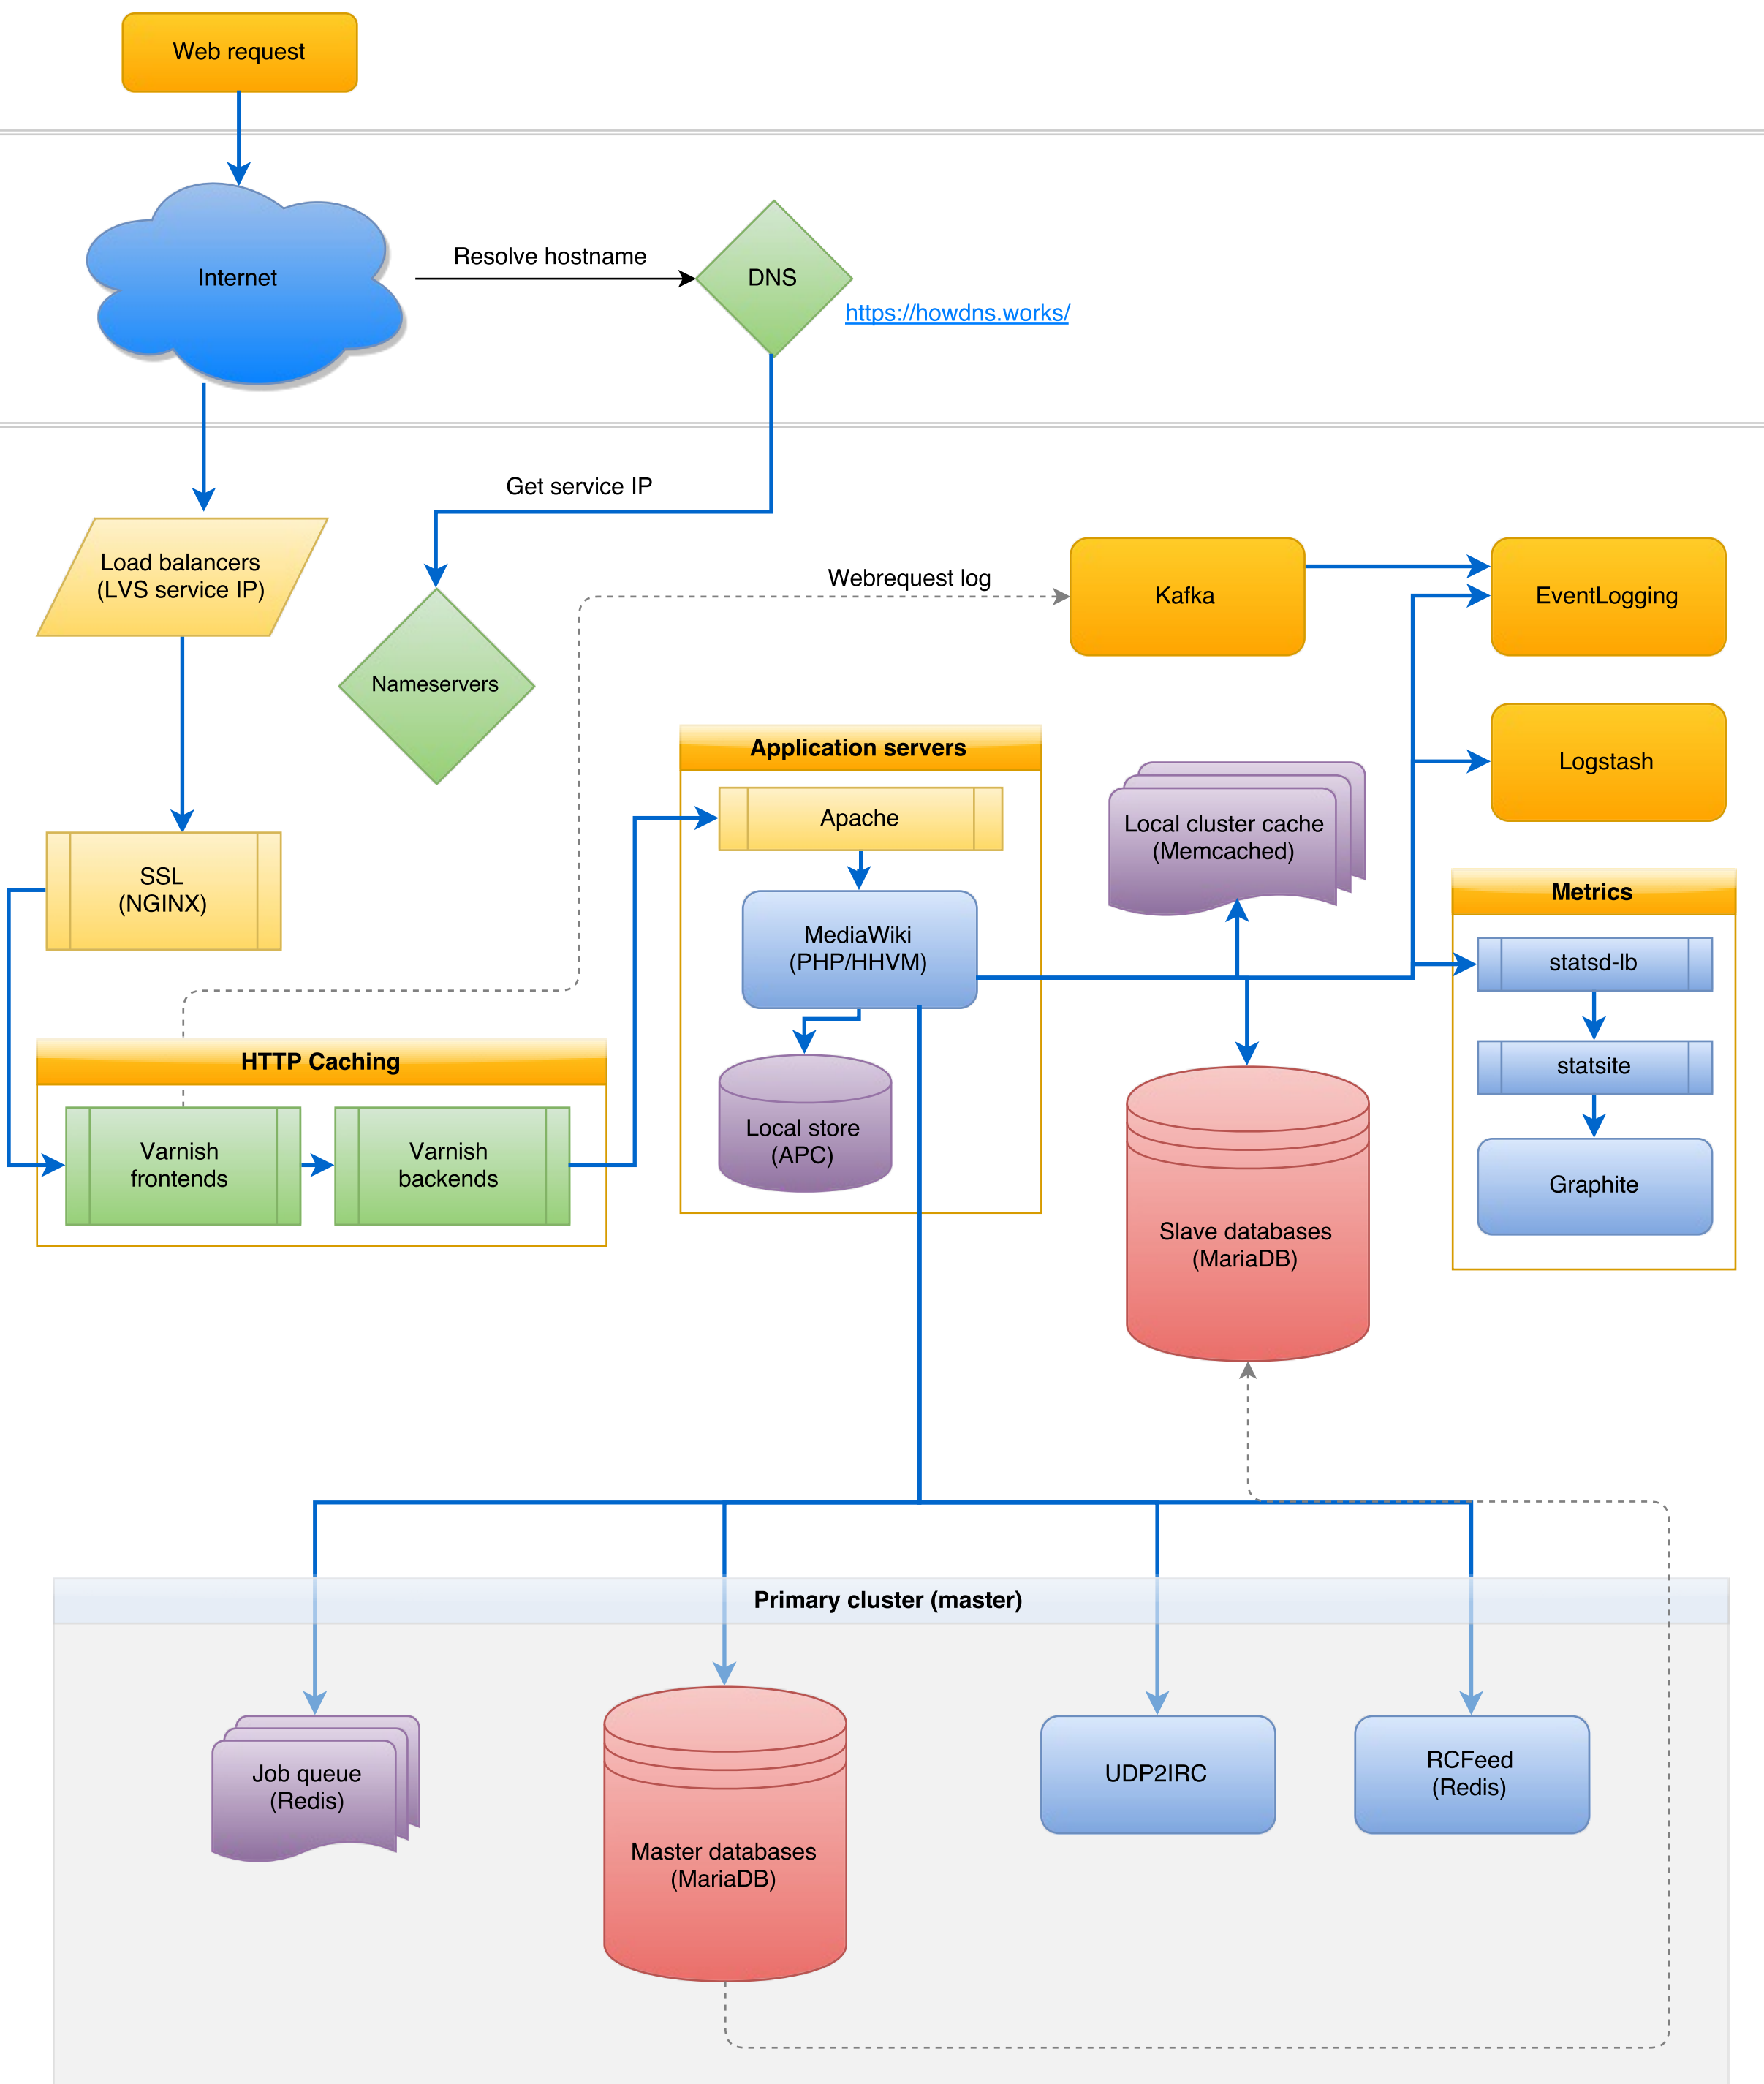 Web request
Internet
Resolve hostname
DNS
https://howdns.works/
Get service IP
Load balancers
(LVS service IP)
Nameservers
Webrequest log
Kafka
EventLogging
Logstash
Application servers
Apache
MediaWiki
(PHP/HHVM)
Local store
(APC)
Local cluster cache
(Memcached)
SSL
(NGINX)
HTTP Caching
Varnish
frontends
Varnish
backends
Slave databases
(MariaDB)
Metrics
statsd-lb
statsite
Graphite
Primary cluster (master)
Job queue
(Redis)
Master databases
(MariaDB)
UDP2IRC
RCFeed
(Redis)